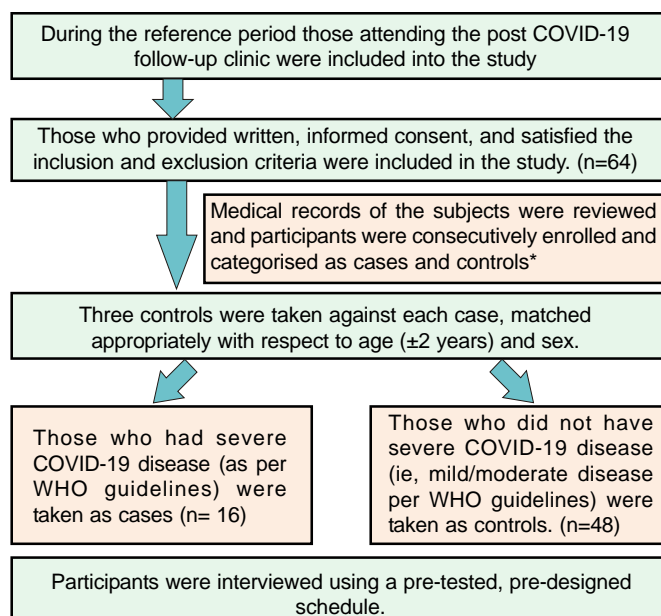 During the reference period those attending the post COVID-19
follow-up clinic were included into the study
Those who provided written, informed consent, and satisfied the
inclusion and exclusion criteria were included in the study. (n=64)
Medical records of the subjects were reviewed
and participants were consecutively enrolled and
categorised as cases and controls*
Three controls were taken against each case, matched
appropriately with respect to age (±2 years) and sex.
Those who had severe
COVID-19 disease (as per
WHO guidelines) were
taken as cases (n= 16)
Those who did not have
severe COVID-19 disease
(ie, mild/moderate disease
per WHO guidelines) were
taken as controls. (n=48)
Participants were interviewed using a pre-tested, pre-designed
schedule.